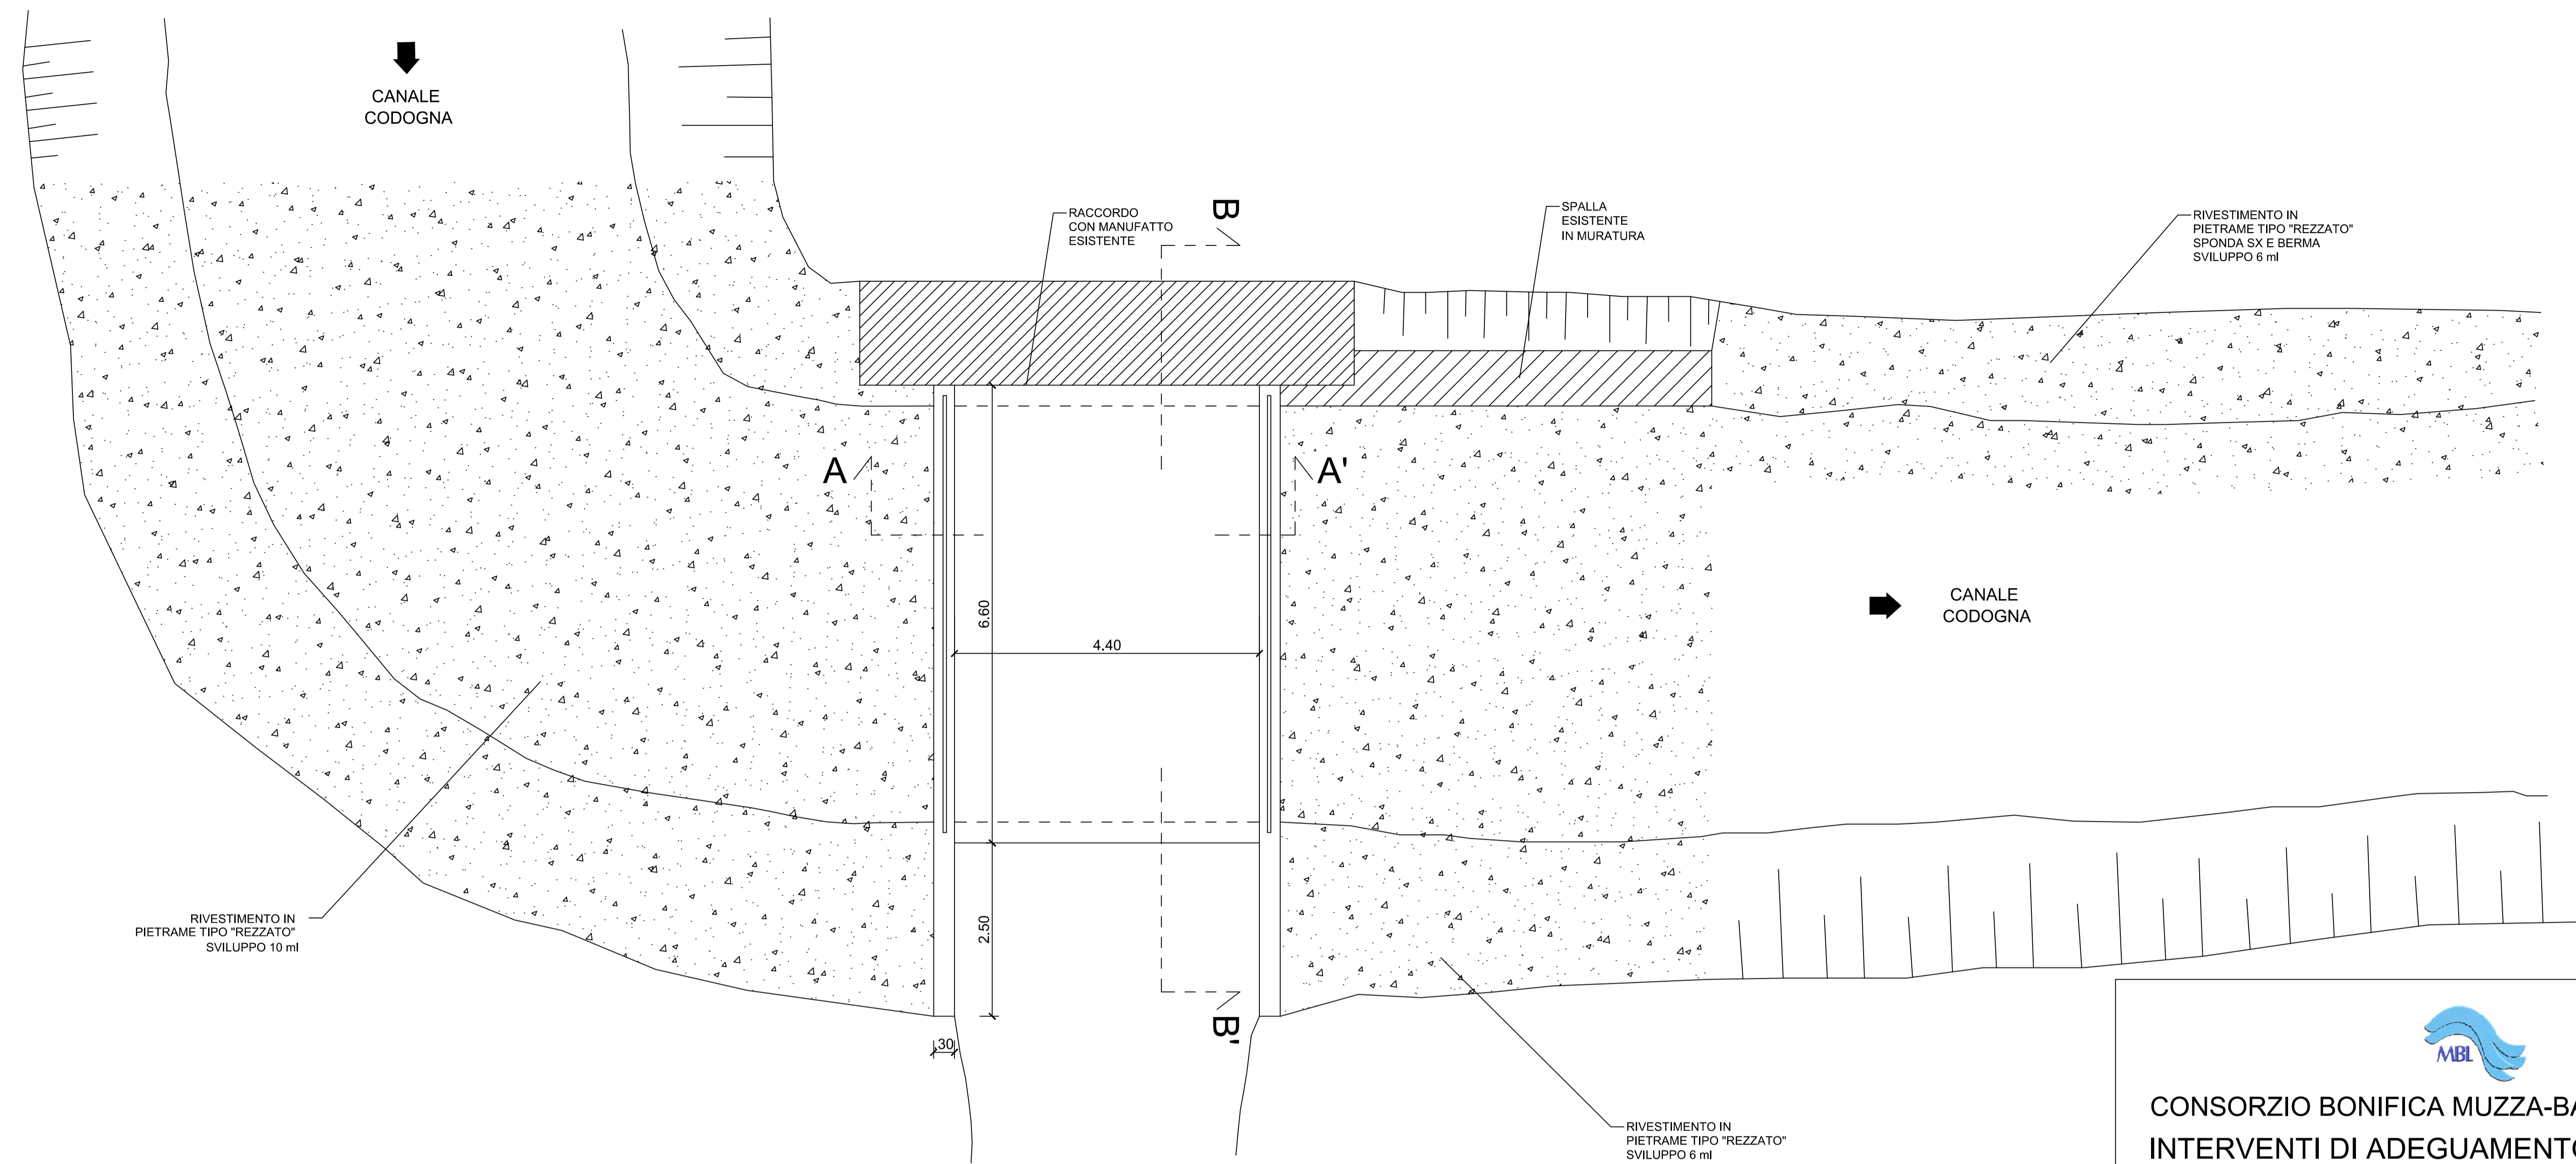 CANALE
CODOGNA
B
RACCORDO
CON MANUFATTO
ESISTENTE
SPALLA
ESISTENTE
IN MURATURA
RIVESTIMENTO IN
PIETRAME TIPO "REZZATO"
SPONDA SX E BERMA
SVILUPPO 6 ml
A
A'
CANALE
CODOGNA
6.60
4.40
RIVESTIMENTO IN
PIETRAME TIPO "REZZATO"
SVILUPPO 10 ml
2.50
B'
.30
RIVESTIMENTO IN
PIETRAME TIPO "REZZATO"
SVILUPPO 6 ml
MBL
CONSORZIO BONIFICA MUZZA-BA
INTERVENTI DI ADEGUAMENTO